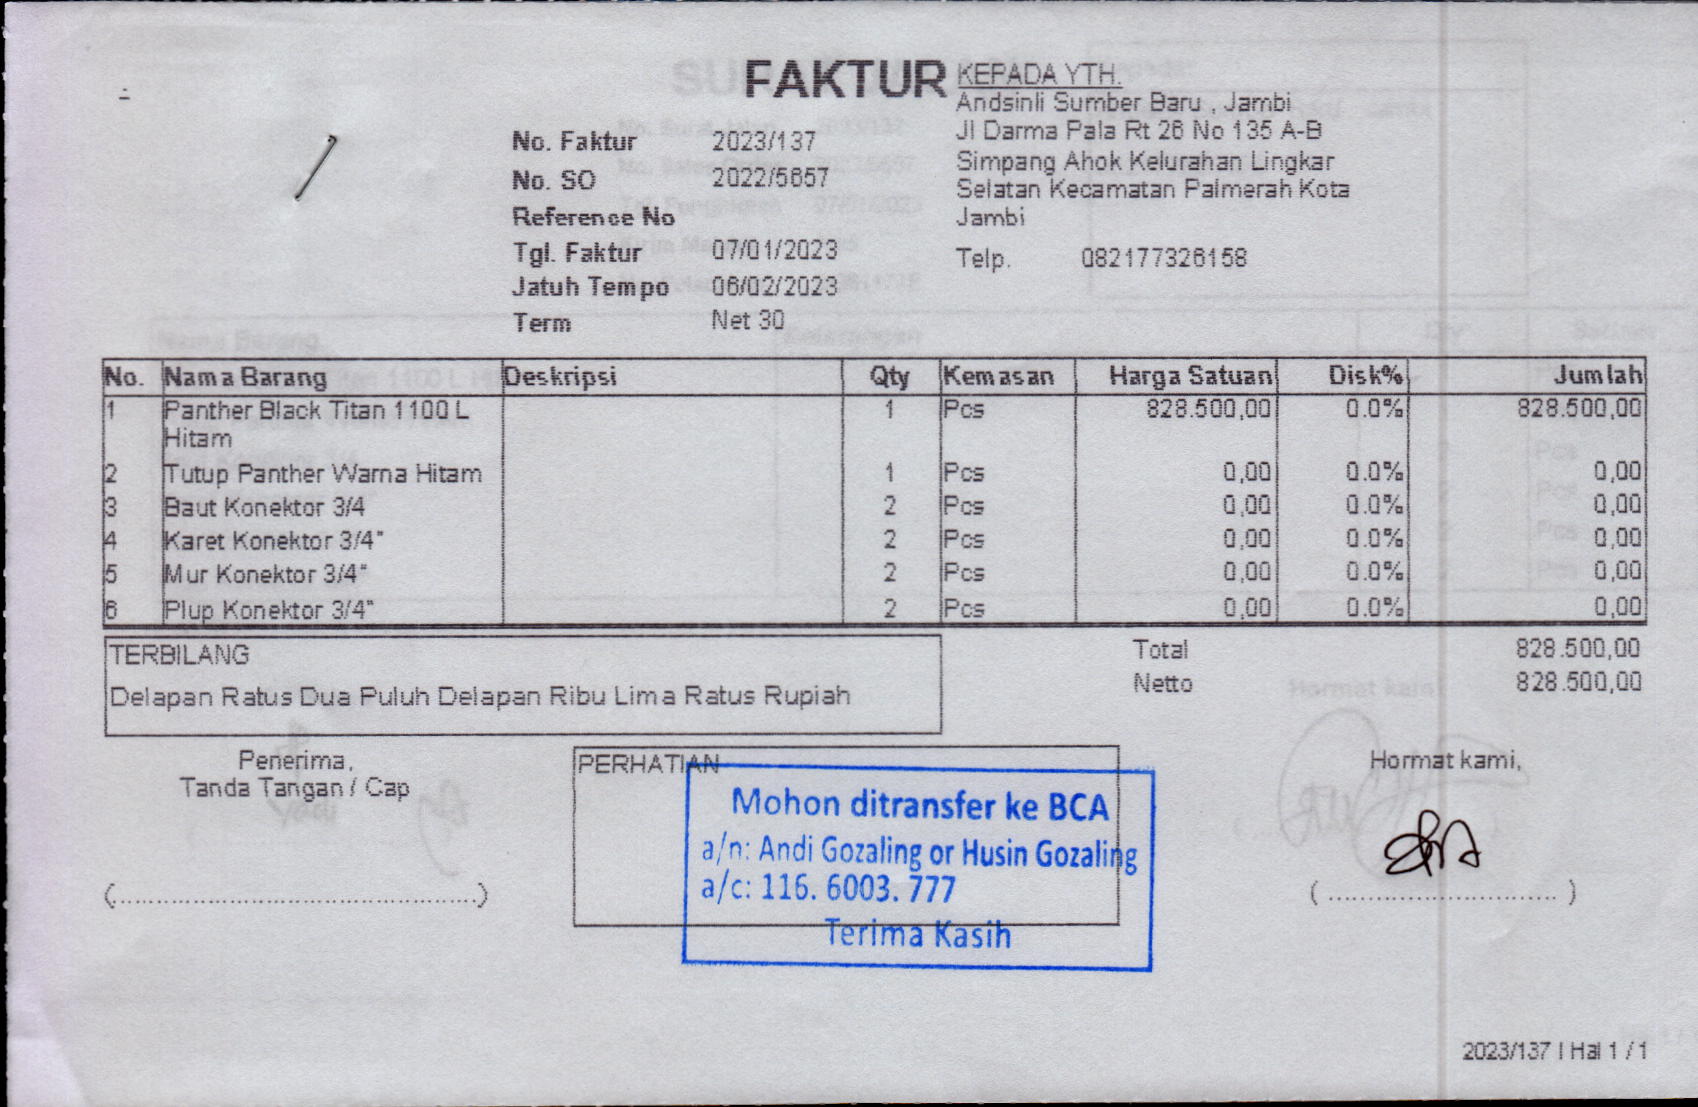 FAKTUR
KEPADA YTH.
Andsinli Sumber Baru , Jambi
Jl Darma Pala Rt 26 No 135 A-B
Simpang Ahok Kelurahan Lingkar
Selatan Kecamatan Palmerah Kota
Jambi
Telp. 082177326158
No. Faktur 2023/137
No. SO 2022/5657
Reference No
Tgl. Faktur 07/01/2023
Jatuh Tempo 06/02/2023
Term Net 30
No. Nama Barang Deskripsi Qty Kemasan Harga Satuan Disk% Jumlah
1 Panther Black Titan 1100 L 1 Pcs 828.500,00 0.0% 828.500,00
Hitam
2 Tutup Panther Warna Hitam 1 Pcs 0,00 0.0% 0,00
3 Baut Konektor 3/4 2 Pcs 0,00 0.0% 0,00
4 Karet Konektor 3/4" 2 Pcs 0,00 0.0% 0,00
5 Mur Konektor 3/4" 2 Pcs 0,00 0.0% 0,00
6 Plup Konektor 3/4" 2 Pcs 0,00 0.0% 0,00
TERBILANG
Delapan Ratus Dua Puluh Delapan Ribu Lima Ratus Rupiah
Total 828.500,00
Netto 828.500,00
Penerima,
Tanda Tangan / Cap
(..............................................)
PERHATIAN
Mohon ditransfer ke BCA
a/n: Andi Gozaling or Husin Gozaling
a/c: 116. 6003. 777
Terima Kasih
Hormat kami,
( ............................. )
2023/137 | Hal 1 / 1